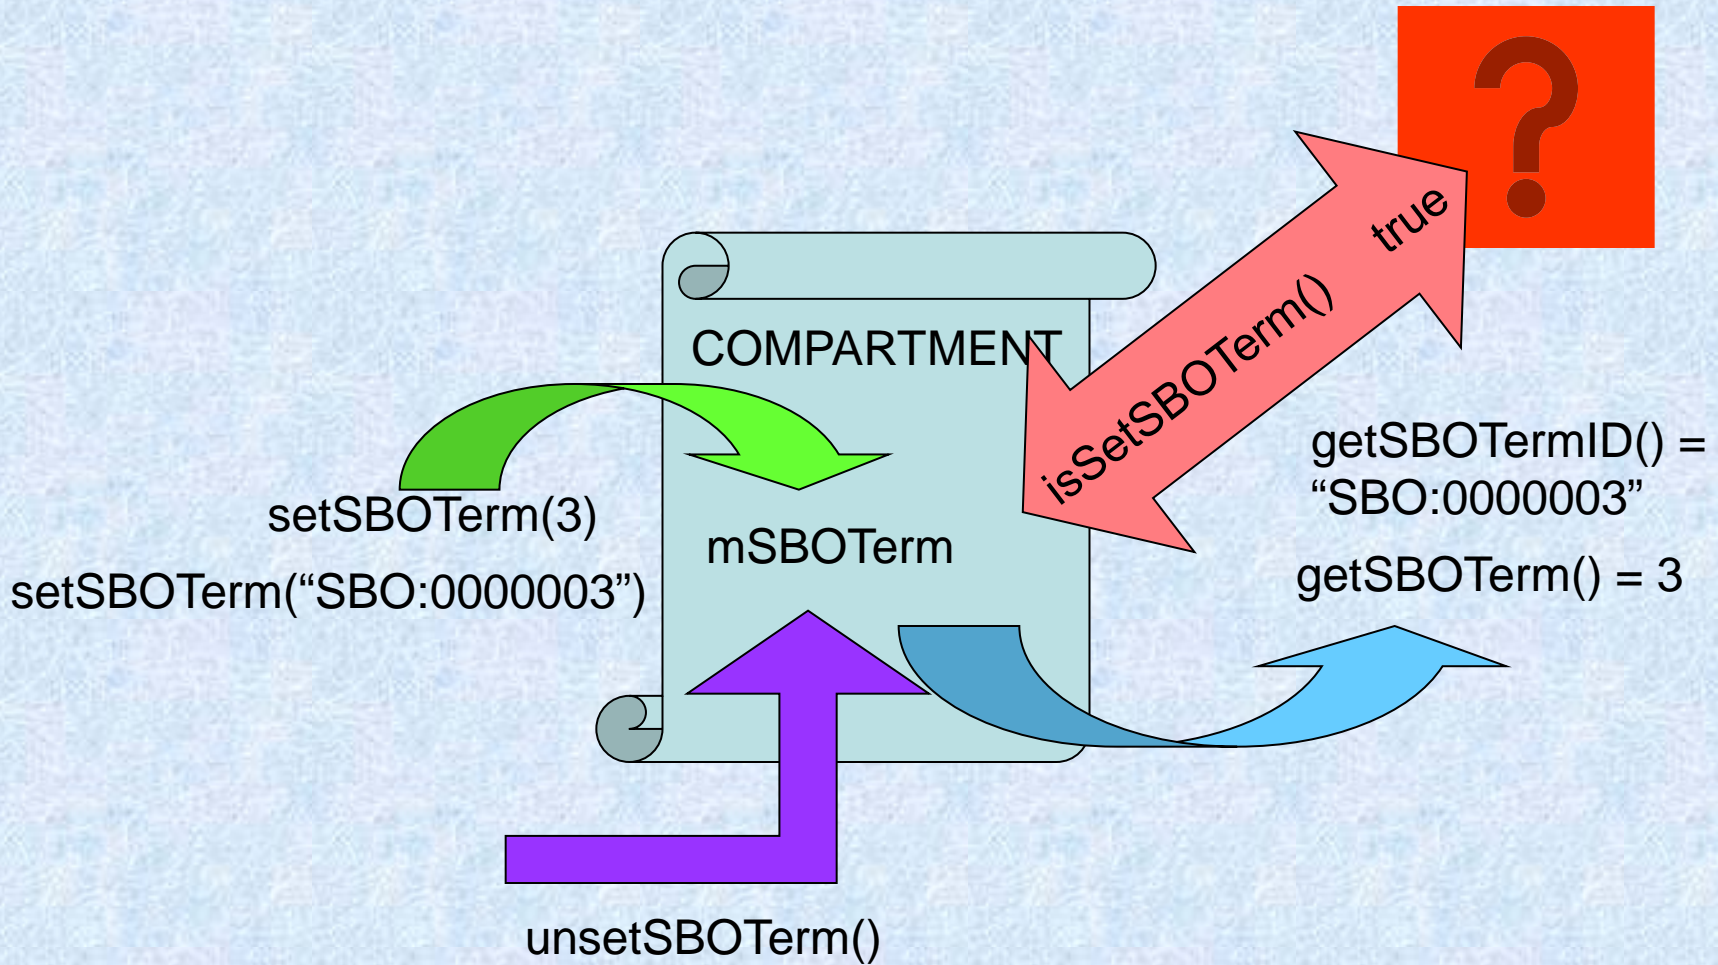 ?
true
isSetSBOTerm()
COMPARTMENT
getSBOTermID() =
“SBO:0000003”
setSBOTerm(3)
mSBOTerm
getSBOTerm() = 3
setSBOTerm(“SBO:0000003”)
unsetSBOTerm()